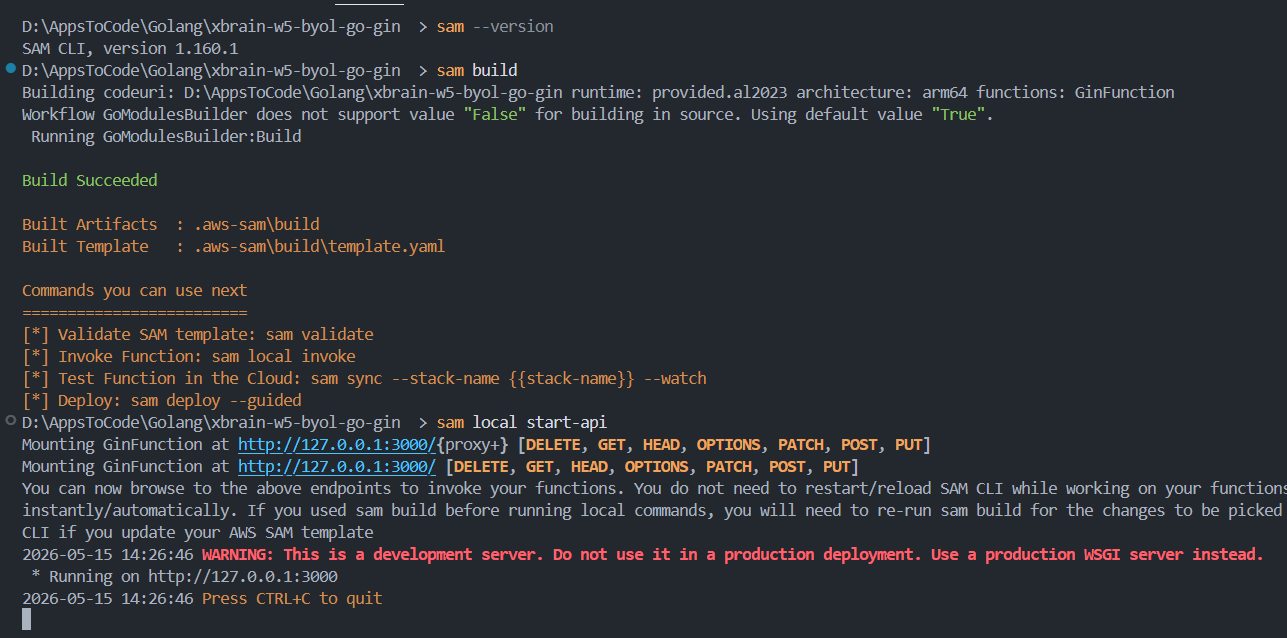 D:\AppsToCode\Golang\xbrain-w5-byol-go-gin > sam --version
SAM CLI, version 1.160.1
D:\AppsToCode\Golang\xbrain-w5-byol-go-gin > sam build
Building codeuri: D:\AppsToCode\Golang\xbrain-w5-byol-go-gin runtime: provided.al2023 architecture: arm64 functions: GinFunction
Workflow GoModulesBuilder does not support value "False" for building in source. Using default value "True".
Running GoModulesBuilder:Build
Build Succeeded
Built Artifacts : .aws-sam\build
Built Template : .aws-sam\build\template.yaml
Commands you can use next
=========================
[*] Validate SAM template: sam validate
[*] Invoke Function: sam local invoke
[*] Test Function in the Cloud: sam sync --stack-name {{stack-name}} --watch
[*] Deploy: sam deploy --guided
D:\AppsToCode\Golang\xbrain-w5-byol-go-gin > sam local start-api
Mounting GinFunction at http://127.0.0.1:3000/{proxy+} [DELETE, GET, HEAD, OPTIONS, PATCH, POST, PUT]
Mounting GinFunction at http://127.0.0.1:3000/ [DELETE, GET, HEAD, OPTIONS, PATCH, POST, PUT]
You can now browse to the above endpoints to invoke your functions. You do not need to restart/reload SAM CLI while working on your functions
instantly/automatically. If you used sam build before running local commands, you will need to re-run sam build for the changes to be picked
CLI if you update your AWS SAM template
2026-05-15 14:26:46 WARNING: This is a development server. Do not use it in a production deployment. Use a production WSGI server instead.
* Running on http://127.0.0.1:3000
2026-05-15 14:26:46 Press CTRL+C to quit